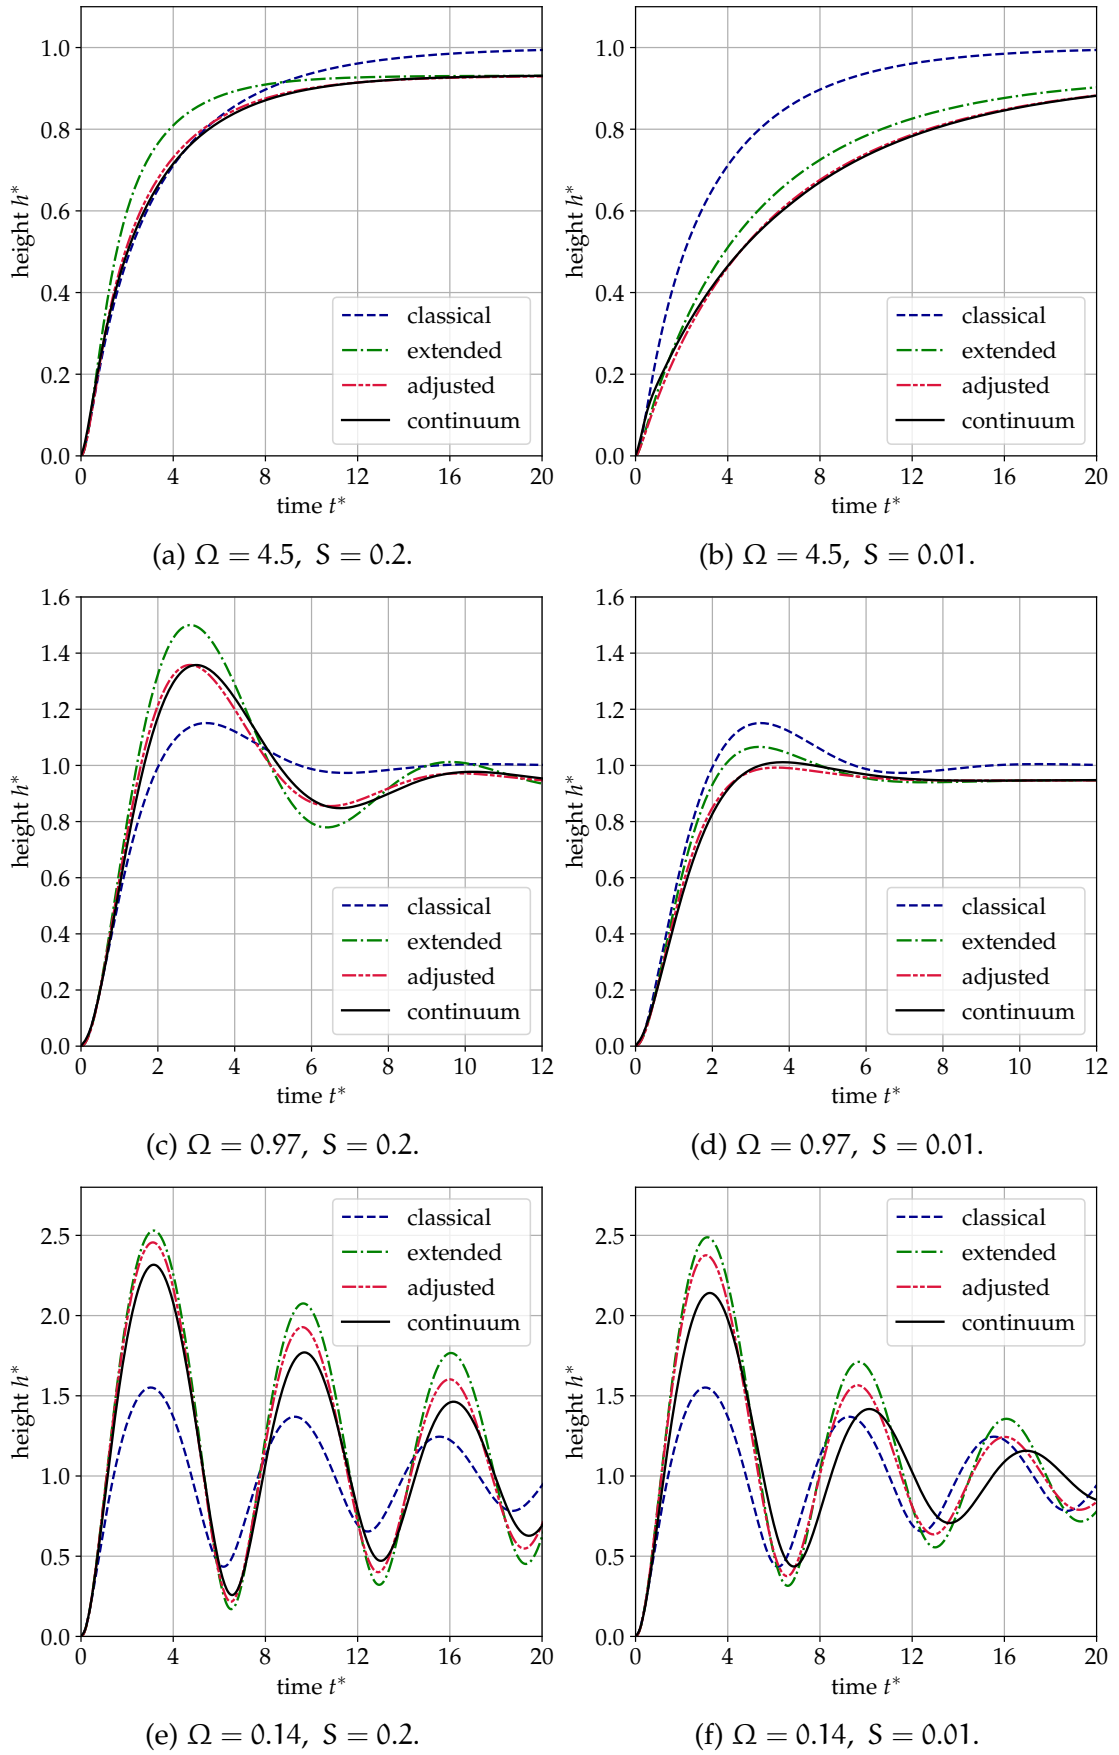 1.0
0.8
0.6
0.4
0.2
0.0
height h*
0 4 8 12 16 20
time t*
classical
extended
adjusted
continuum
(a) Ω = 4.5, S = 0.2.
1.0
0.8
0.6
0.4
0.2
0.0
height h*
0 4 8 12 16 20
time t*
classical
extended
adjusted
continuum
(b) Ω = 4.5, S = 0.01.
1.6
1.4
1.2
1.0
0.8
0.6
0.4
0.2
0.0
height h*
0 2 4 6 8 10 12
time t*
classical
extended
adjusted
continuum
(c) Ω = 0.97, S = 0.2.
1.6
1.4
1.2
1.0
0.8
0.6
0.4
0.2
0.0
height h*
0 2 4 6 8 10 12
time t*
classical
extended
adjusted
continuum
(d) Ω = 0.97, S = 0.01.
2.5
2.0
1.5
1.0
0.5
0.0
height h*
0 4 8 12 16 20
time t*
classical
extended
adjusted
continuum
(e) Ω = 0.14, S = 0.2.
2.5
2.0
1.5
1.0
0.5
0.0
height h*
0 4 8 12 16 20
time t*
classical
extended
adjusted
continuum
(f) Ω = 0.14, S = 0.01.